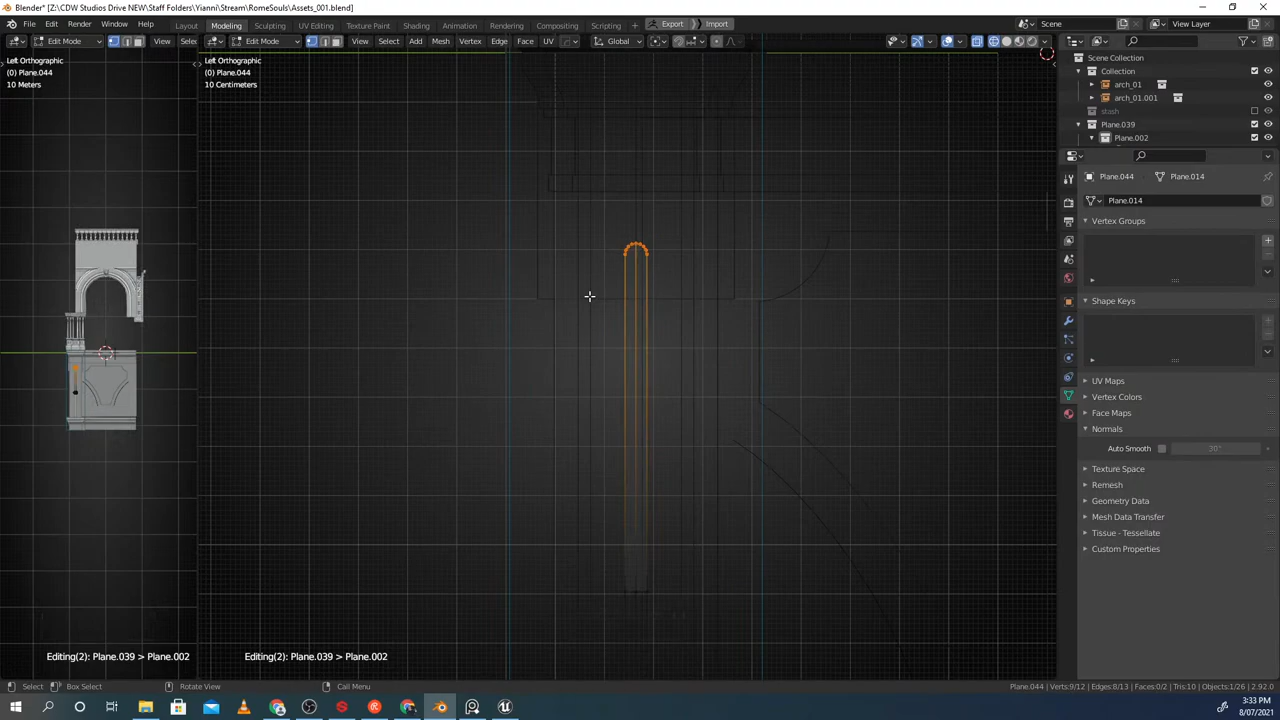 Blender* [Z:\CDW Studios Drive NEW\Staff Folders\Yianni\Stream\RomeSouls\Assets_001.blend]
File Edit Render Window Help Layout Modeling Sculpting UV Editing Texture Paint Shading Animation Rendering Compositing Scripting Export Import Scene View Layer
Edit Mode View Sele Edit Mode View Select Add Mesh Vertex Edge Face UV Global
Left Orthographic Left Orthographic
(0) Plane.044 (0) Plane.044
10 Meters 10 Centimeters
Scene Collection
Collection
arch_01
arch_01.001
stash
Plane.039
Plane.002
Plane.044 Plane.014
Plane.014
Vertex Groups
Shape Keys
UV Maps
Vertex Colors
Face Maps
Normals
Auto Smooth 30°
Texture Space
Remesh
Geometry Data
Mesh Data Transfer
Tissue - Tessellate
Custom Properties
Editing(2): Plane.039 > Plane.002 Editing(2): Plane.039 > Plane.002
Select Box Select Rotate View Call Menu Plane.044 | Verts:9/12 | Edges:8/13 | Faces:0/2 | Tris:10 | Objects:1/26 | 2.92.0
3:33 PM
8/07/2021